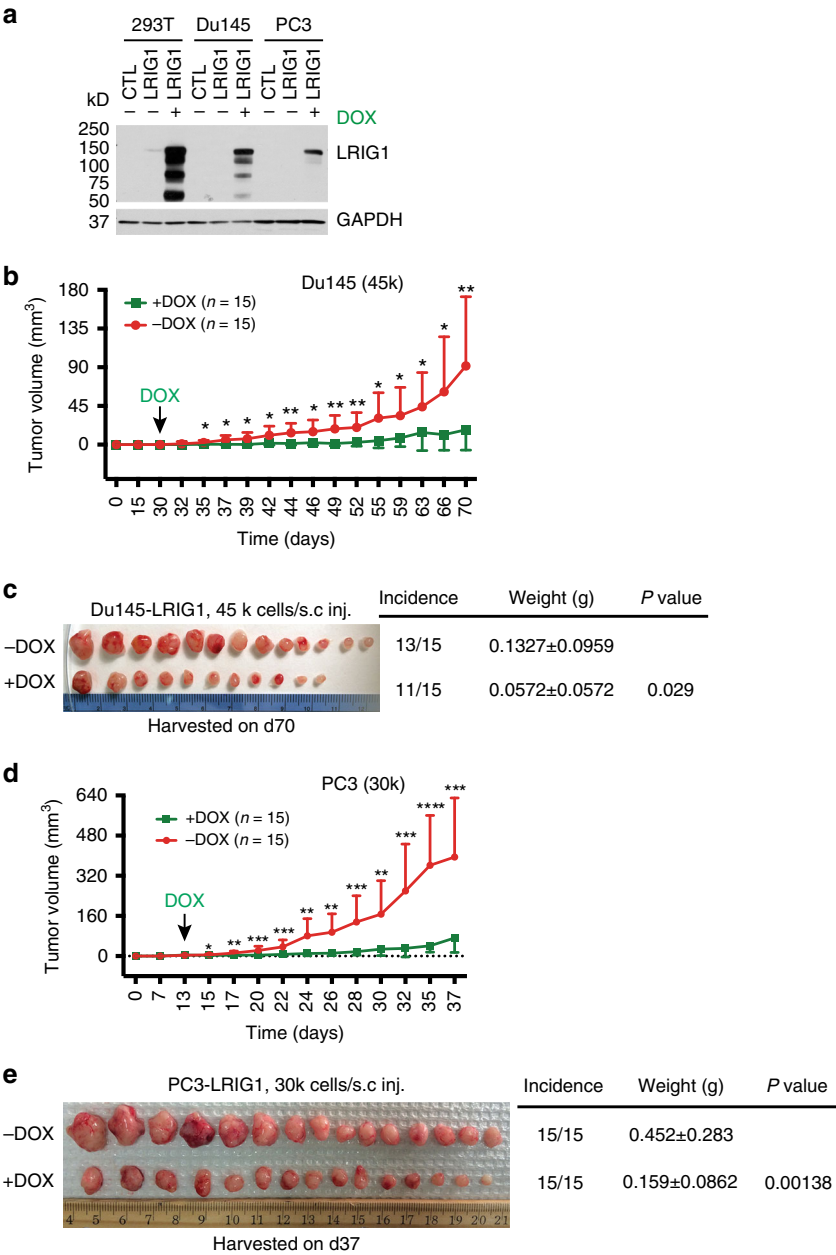 a
293T Du145 PC3
CTL LRIG1 LRIG1 CTL LRIG1 LRIG1 CTL LRIG1 LRIG1
kD
– – + – – + – – + DOX
250
150 LRIG1
100
75
50
37 GAPDH
b
Du145 (45k)
+DOX (n = 15)
–DOX (n = 15)
Tumor volume (mm³)
180
135
90
45
0
DOX
* * * * ** * ** ** * * * * **
0 15 30 32 35 37 39 42 44 46 49 52 55 59 63 66 70
Time (days)
c
Du145-LRIG1, 45 k cells/s.c inj.
Incidence Weight (g) P value
–DOX 13/15 0.1327±0.0959
+DOX 11/15 0.0572±0.0572 0.029
Harvested on d70
d
PC3 (30k)
+DOX (n = 15)
–DOX (n = 15)
Tumor volume (mm³)
640
480
320
160
0
DOX
* ** *** *** ** ** *** ** *** **** ***
0 7 13 15 17 20 22 24 26 28 30 32 35 37
Time (days)
e
PC3-LRIG1, 30k cells/s.c inj.
Incidence Weight (g) P value
–DOX 15/15 0.452±0.283
+DOX 15/15 0.159±0.0862 0.00138
4 5 6 7 8 9 10 11 12 13 14 15 16 17 18 19 20 21
Harvested on d37